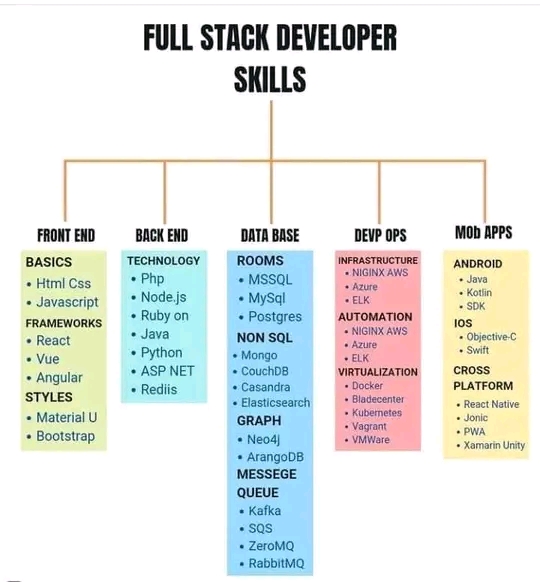 FULL STACK DEVELOPER
SKILLS
FRONT END
BASICS
• Html Css
• Javascript
FRAMEWORKS
• React
• Vue
• Angular
STYLES
• Material U
• Bootstrap
BACK END
TECHNOLOGY
• Php
• Node.js
• Ruby on
• Java
• Python
• ASP NET
• Rediis
DATA BASE
ROOMS
• MSSQL
• MySql
• Postgres
NON SQL
• Mongo
• CouchDB
• Casandra
• Elasticsearch
GRAPH
• Neo4j
• ArangoDB
MESSEGE
QUEUE
• Kafka
• SQS
• ZeroMQ
• RabbitMQ
DEVP OPS
INFRASTRUCTURE
• NIGINX AWS
• Azure
• ELK
AUTOMATION
• NIGINX AWS
• Azure
• ELK
VIRTUALIZATION
• Docker
• Bladecenter
• Kubernetes
• Vagrant
• VMWare
MOb APPS
ANDROID
• Java
• Kotlin
• SDK
IOS
• Objective-C
• Swift
CROSS
PLATFORM
• React Native
• Jonic
• PWA
• Xamarin Unity